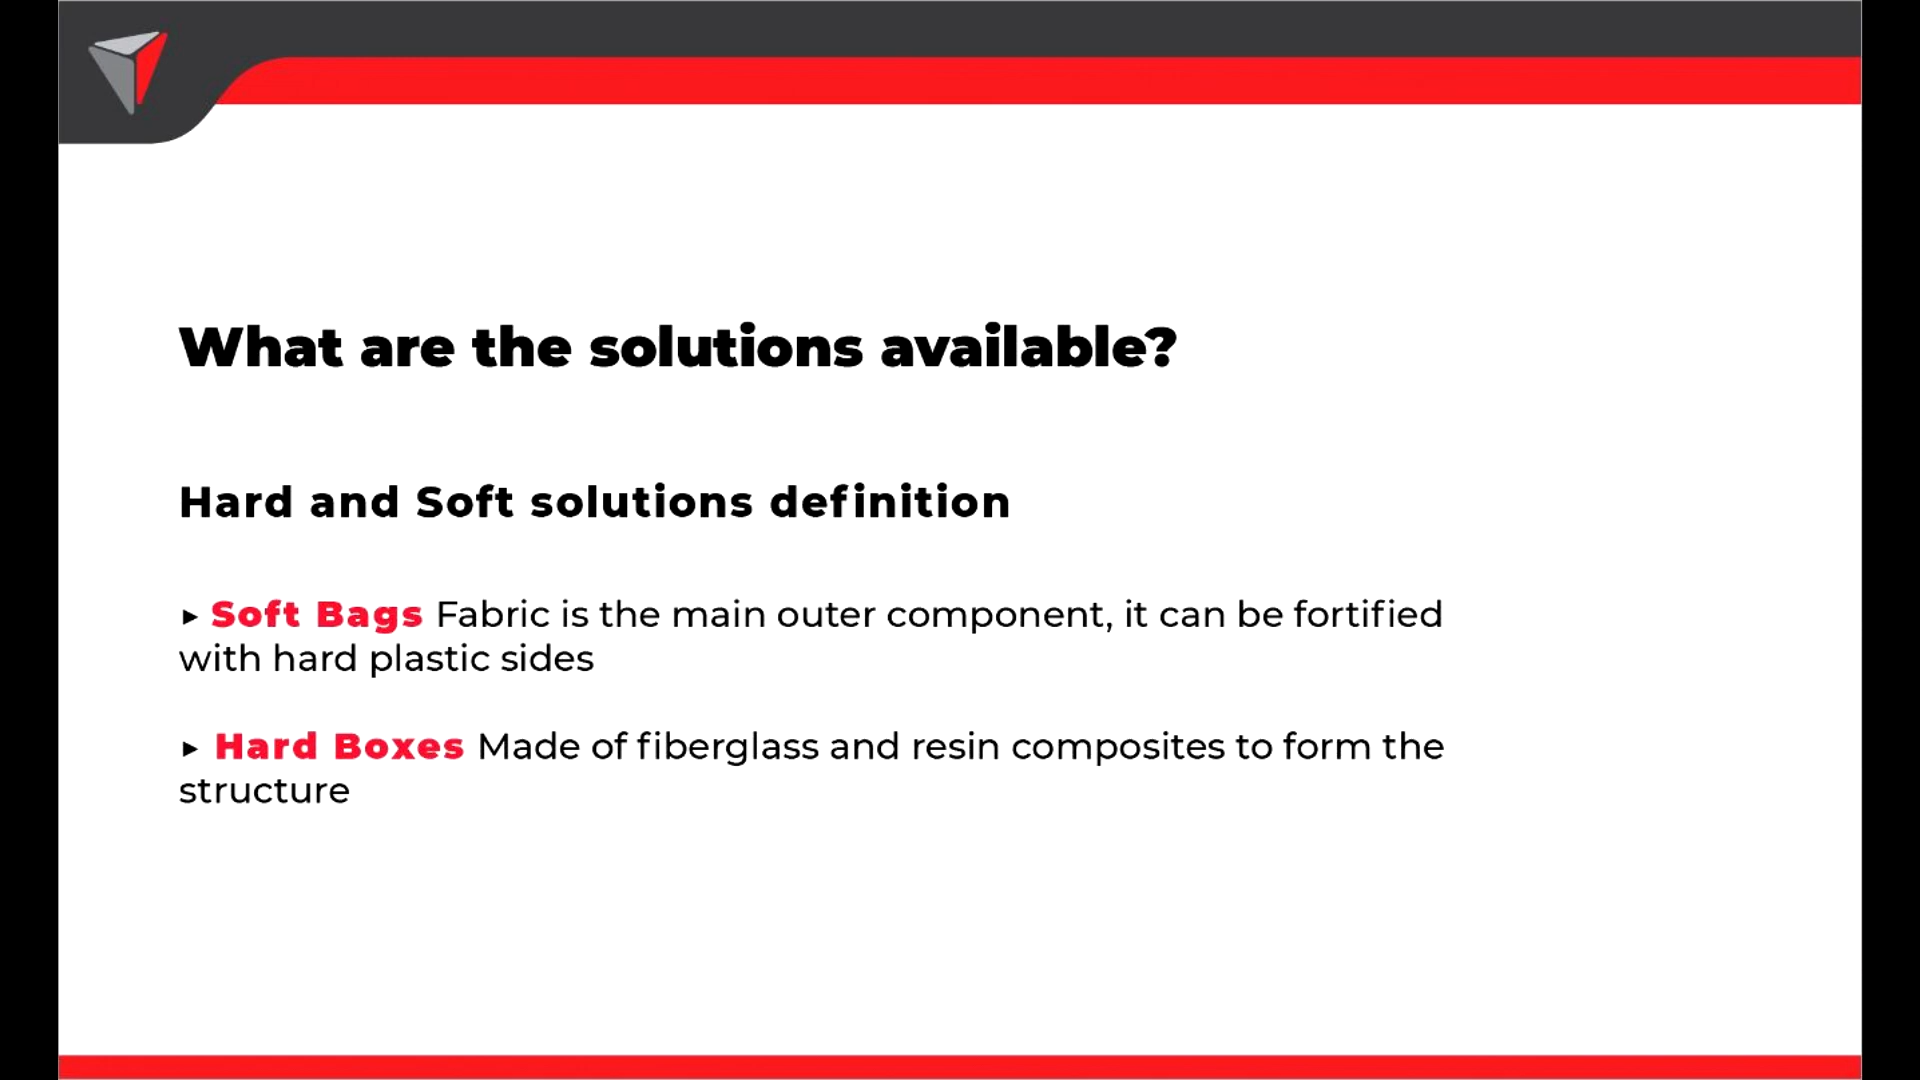 What are the solutions available?
Hard and Soft solutions definition
▸ Soft Bags Fabric is the main outer component, it can be fortified
with hard plastic sides
▸ Hard Boxes Made of fiberglass and resin composites to form the
structure